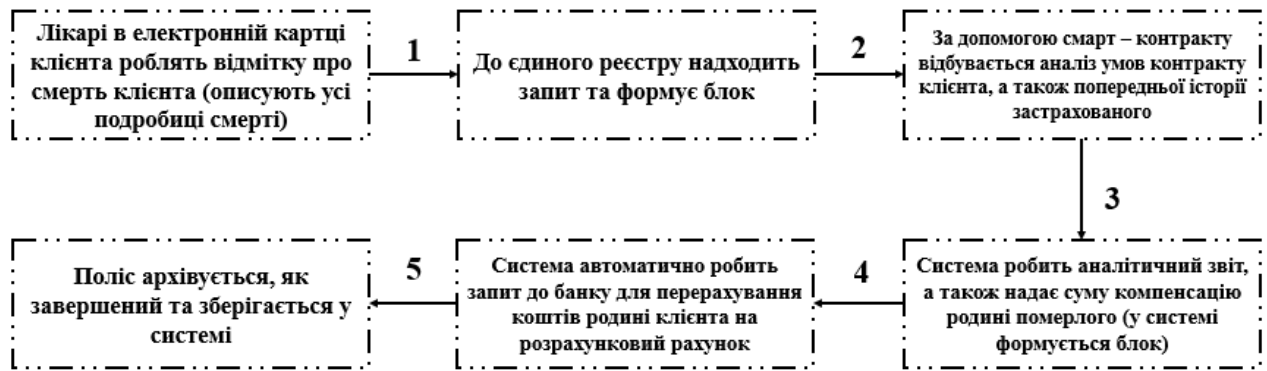 Лікарі в електронній картці
клієнта роблять відмітку про
смерть клієнта (описують усі
подробиці смерті)
1
До єдиного реєстру надходить
запит та формує блок
2
За допомогою смарт – контракту
відбувається аналіз умов контракту
клієнта, а також попередньої історії
застрахованого
3
Система робить аналітичний звіт,
а також надає суму компенсацію
родині померлого (у системі
формується блок)
4
Система автоматично робить
запит до банку для перерахування
коштів родині клієнта на
розрахунковий рахунок
5
Поліс архівується, як
завершений та зберігається у
системі